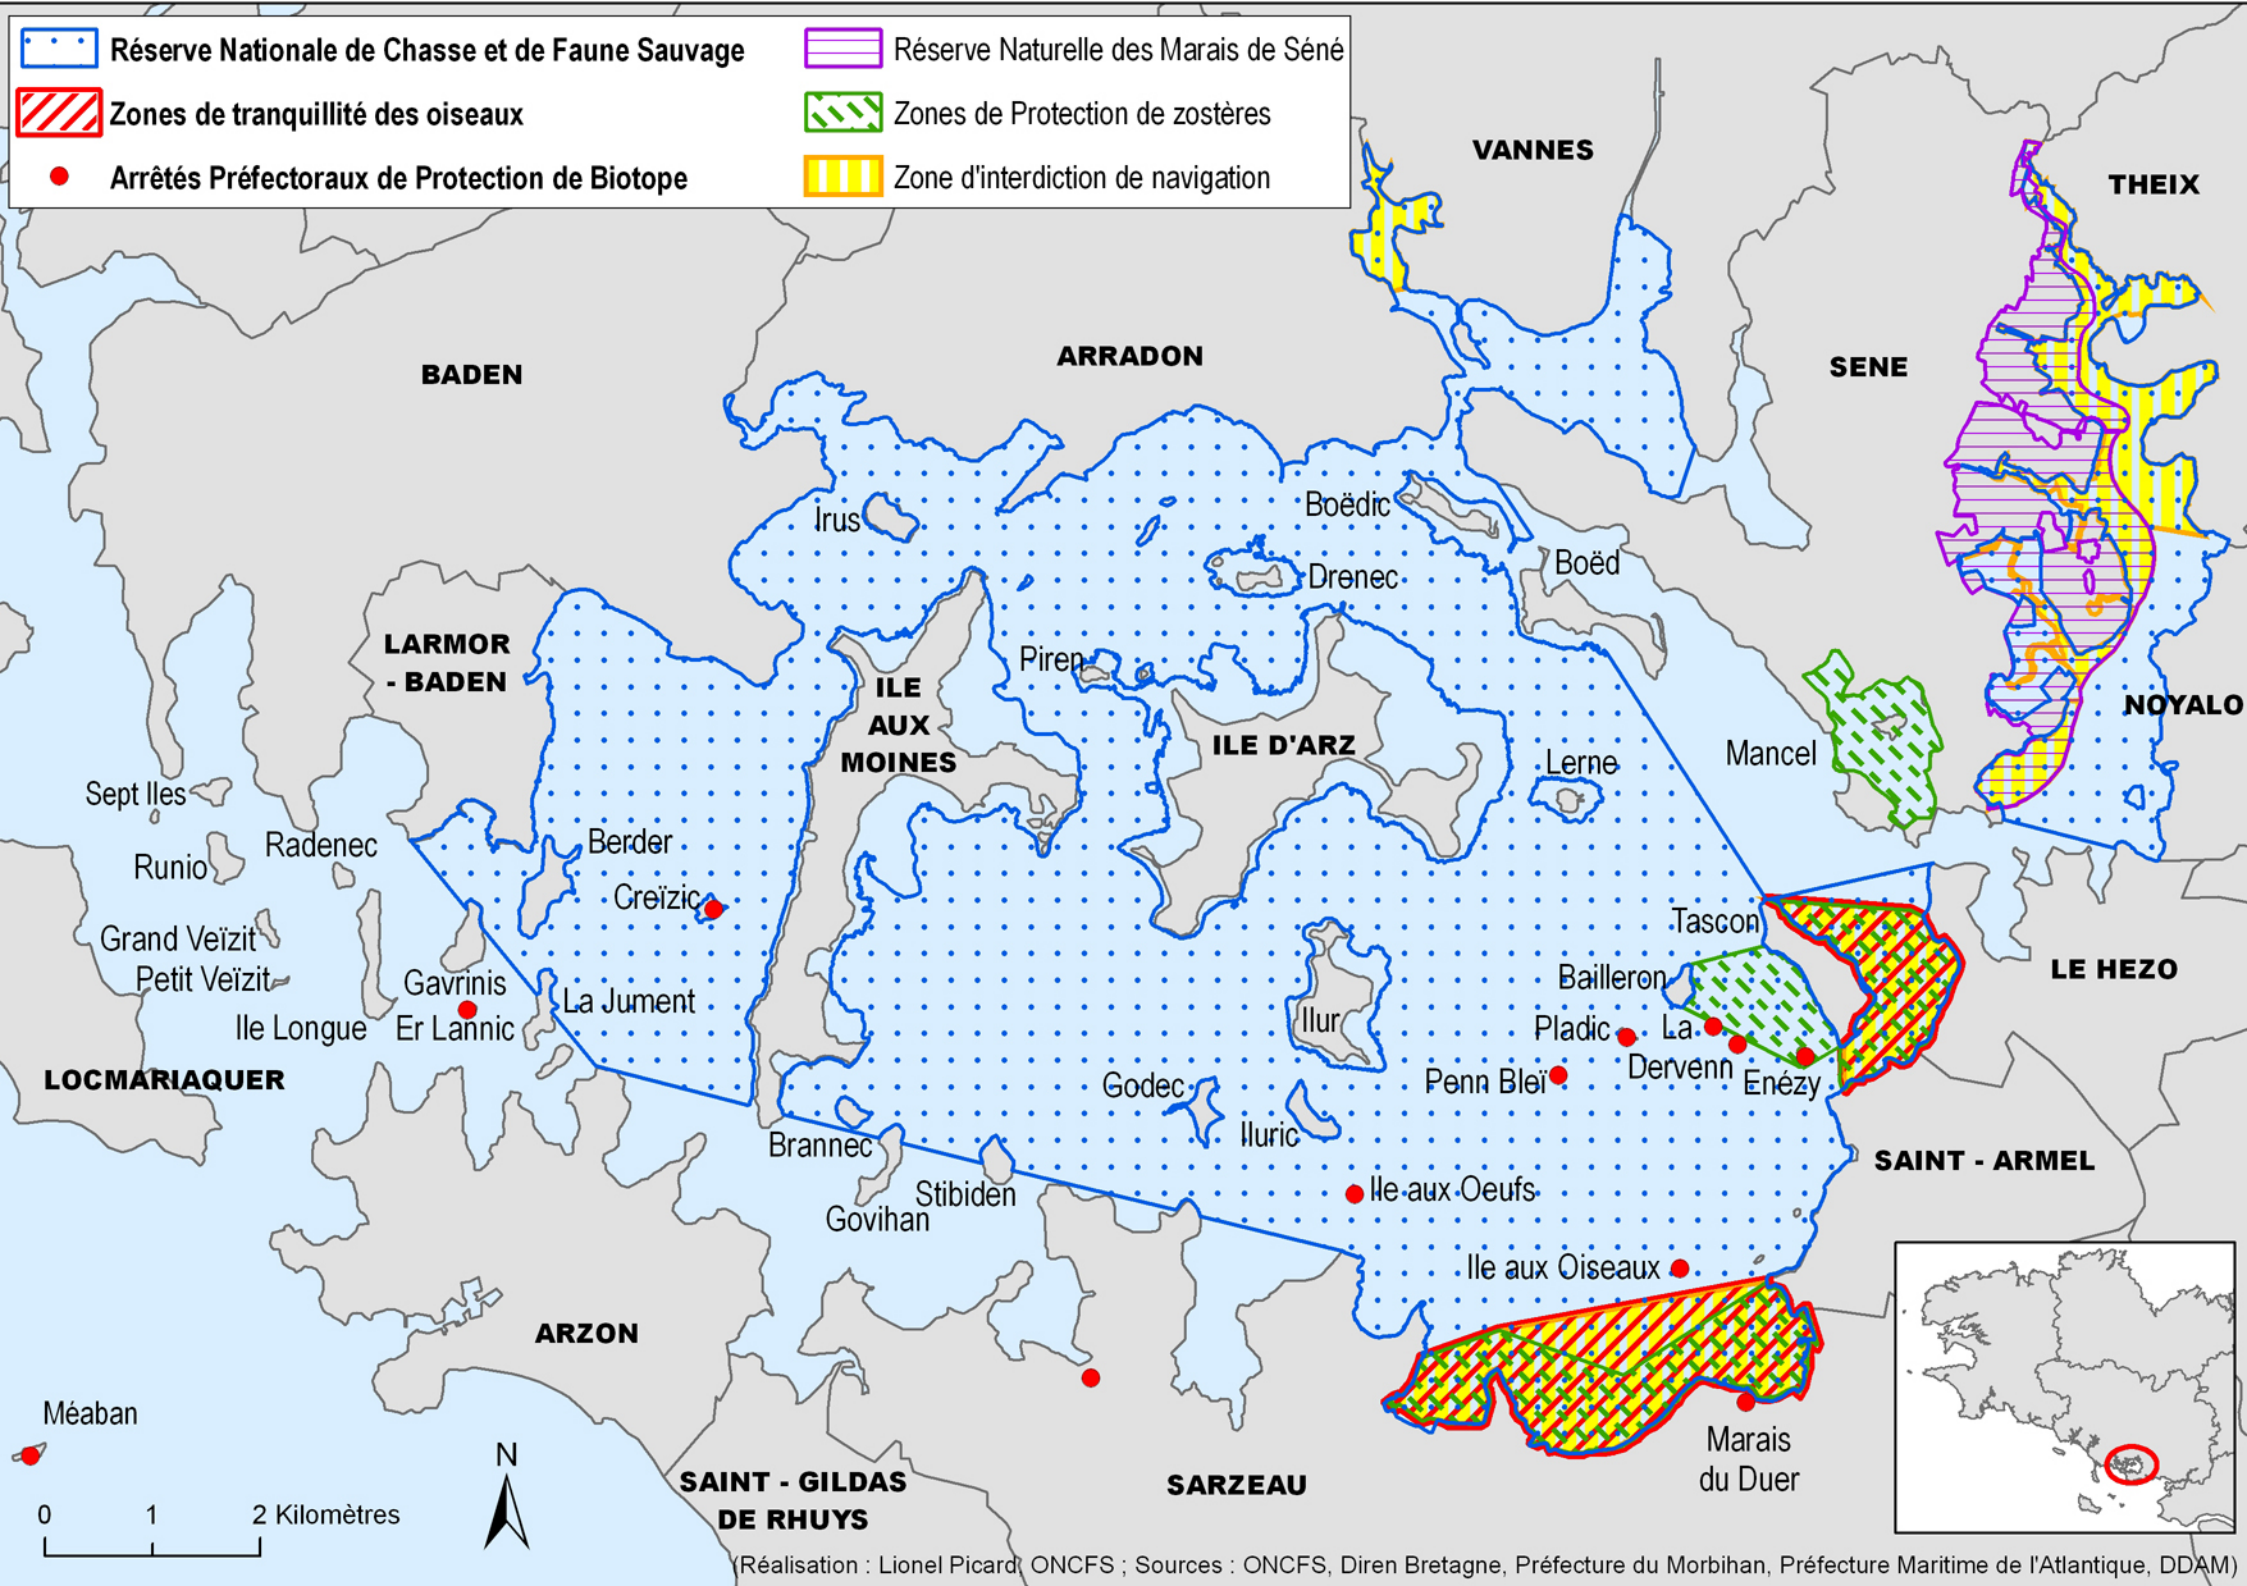 Réserve Nationale de Chasse et de Faune Sauvage
Réserve Naturelle des Marais de Séné
Zones de tranquillité des oiseaux
Zones de Protection de zostères
Arrêtés Préfectoraux de Protection de Biotope
Zone d'interdiction de navigation
VANNES
THEIX
BADEN
ARRADON
SENE
Irus
Boëdic
Boëd
Drenec
LARMOR
- BADEN
Piren
ILE
AUX
MOINES
ILE D'ARZ
NOYALO
Mancel
Lerne
Sept Iles
Radenec
Berder
Runio
Creïzic
Tascon
Grand Veïzit
Petit Veïzit
Gavrinis
Bailleron
LE HEZO
La Jument
Ile Longue
Er Lannic
Ilur
Pladic
La
Dervenn
LOCMARIAQUER
Godec
Penn Bleï
Enézy
Brannec
Iluric
SAINT - ARMEL
Stibiden
Govihan
Ile aux Oeufs
Ile aux Oiseaux
ARZON
Méaban
N
Marais
du Duer
SAINT - GILDAS
DE RHUYS
SARZEAU
0 1 2 Kilomètres
(Réalisation : Lionel Picard, ONCFS ; Sources : ONCFS, Diren Bretagne, Préfecture du Morbihan, Préfecture Maritime de l'Atlantique, DDAM)